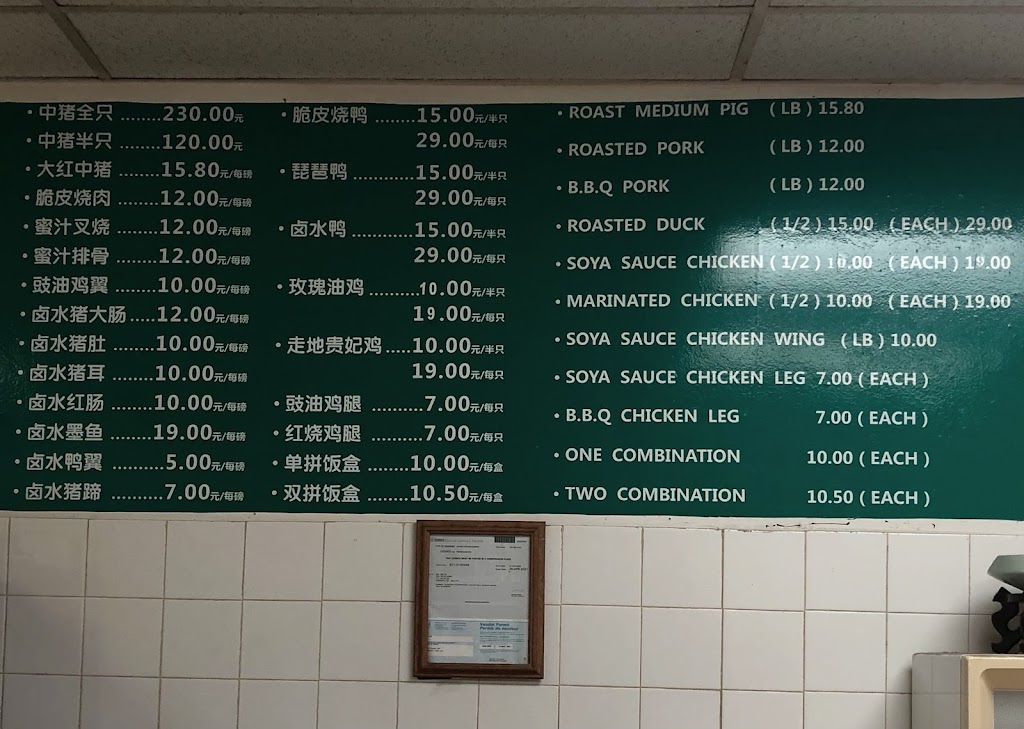 · 中猪全只 ........230.00元
· 中猪半只 ........120.00元
· 大红中猪 .......15.80元/每磅
· 脆皮烧肉 ........12.00元/每磅
· 蜜汁叉烧 ........12.00元/每磅
· 蜜汁排骨 ........12.00元/每磅
· 豉油鸡翼 ........10.00元/每磅
· 卤水猪大肠.....12.00元/每磅
· 卤水猪肚 ........10.00元/每磅
· 卤水猪耳 ........10.00元/每磅
· 卤水红肠 ........10.00元/每磅
· 卤水墨鱼 ........19.00元/每磅
· 卤水鸭翼 ..........5.00元/每磅
· 卤水猪蹄 ..........7.00元/每磅
· 脆皮烧鸭 ........15.00元/半只
29.00元/每只
· 琵琶鸭 ............15.00元/半只
29.00元/每只
· 卤水鸭 ............15.00元/半只
29.00元/每只
· 玫瑰油鸡 ..........10.00元/半只
19.00元/每只
· 走地贵妃鸡.....10.00元/半只
19.00元/每只
· 豉油鸡腿 ..........7.00元/每只
· 红烧鸡腿 ..........7.00元/每只
· 单拼饭盒 ........10.00元/每盒
· 双拼饭盒 ........10.50元/每盒
· ROAST MEDIUM PIG ( LB ) 15.80
· ROASTED PORK ( LB ) 12.00
· B.B.Q PORK ( LB ) 12.00
· ROASTED DUCK ( 1/2 ) 15.00 ( EACH ) 29.00
· SOYA SAUCE CHICKEN ( 1/2 ) 10.00 ( EACH ) 19.00
· MARINATED CHICKEN ( 1/2 ) 10.00 ( EACH ) 19.00
· SOYA SAUCE CHICKEN WING ( LB ) 10.00
· SOYA SAUCE CHICKEN LEG 7.00 ( EACH )
· B.B.Q CHICKEN LEG 7.00 ( EACH )
· ONE COMBINATION 10.00 ( EACH )
· TWO COMBINATION 10.50 ( EACH )